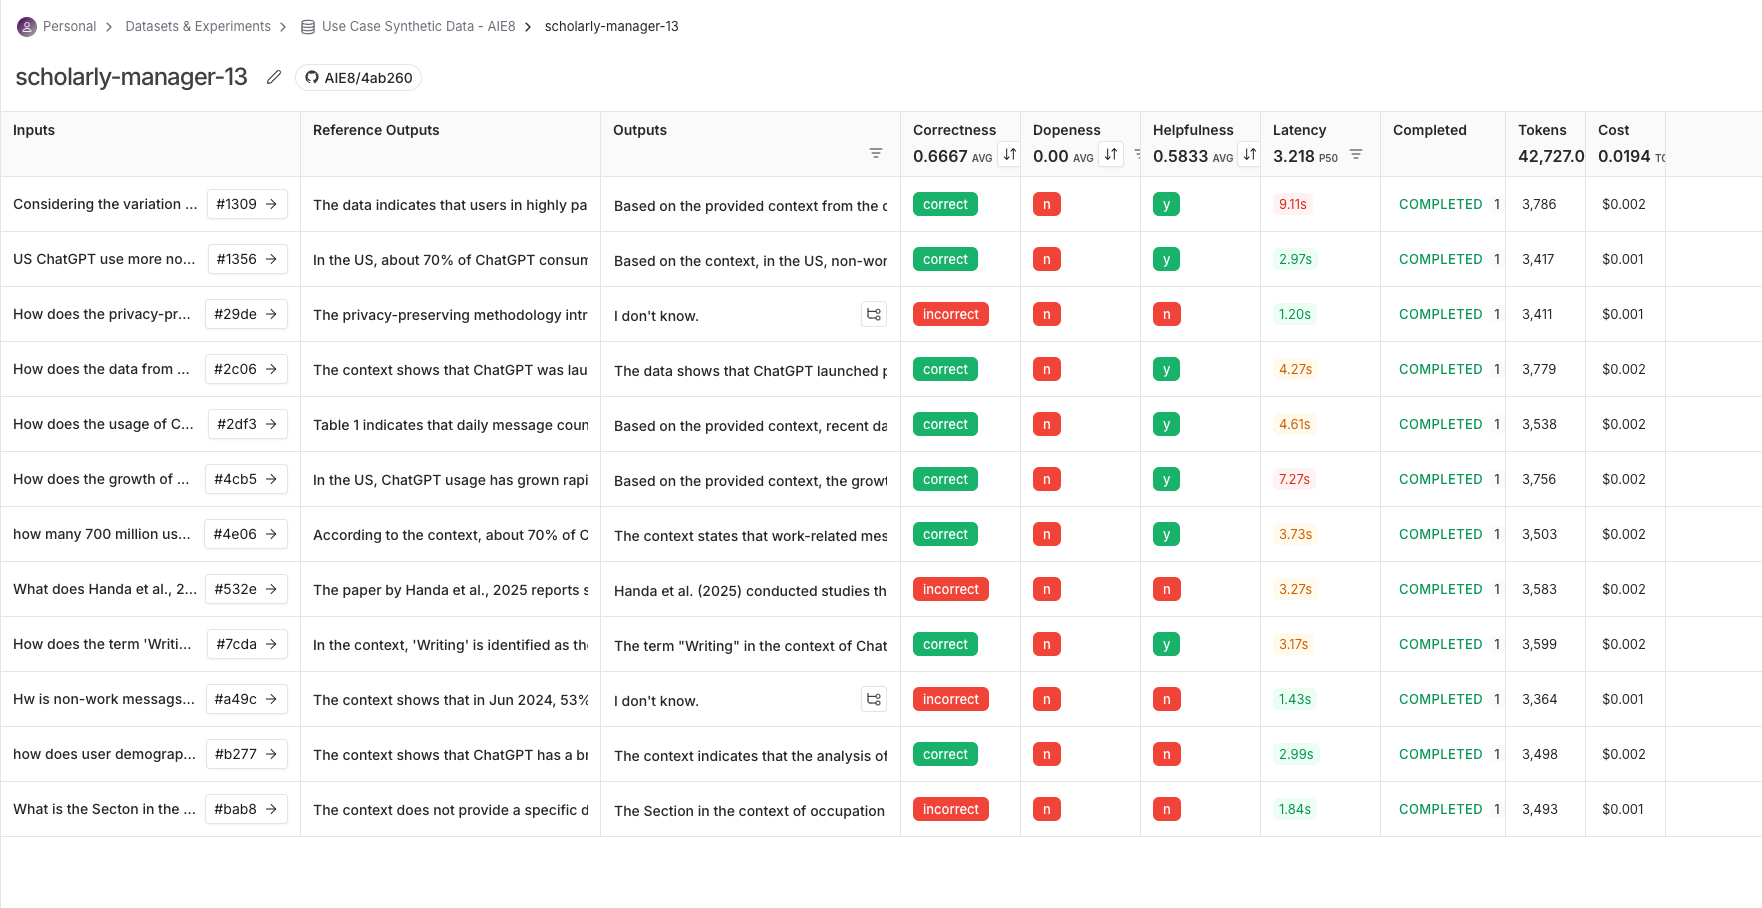 Personal > Datasets & Experiments > Use Case Synthetic Data - AIE8 > scholarly-manager-13
scholarly-manager-13 AIE8/4ab260
Inputs Reference Outputs Outputs Correctness Dopeness Helpfulness Latency Completed Tokens Cost
0.6667 AVG 0.00 AVG 0.5833 AVG 3.218 P50 42,727.0 0.0194
Considering the variation ... #1309 → The data indicates that users in highly pa Based on the provided context from the correct n y 9.11s COMPLETED 1 3,786 $0.002
US ChatGPT use more no... #1356 → In the US, about 70% of ChatGPT consum Based on the context, in the US, non-wor correct n y 2.97s COMPLETED 1 3,417 $0.001
How does the privacy-pr... #29de → The privacy-preserving methodology intr I don't know. incorrect n n 1.20s COMPLETED 1 3,411 $0.001
How does the data from ... #2c06 → The context shows that ChatGPT was lau The data shows that ChatGPT launched p correct n y 4.27s COMPLETED 1 3,779 $0.002
How does the usage of C... #2df3 → Table 1 indicates that daily message coun Based on the provided context, recent da correct n y 4.61s COMPLETED 1 3,538 $0.002
How does the growth of ... #4cb5 → In the US, ChatGPT usage has grown rapi Based on the provided context, the growt correct n y 7.27s COMPLETED 1 3,756 $0.002
how many 700 million us... #4e06 → According to the context, about 70% of C The context states that work-related mes correct n y 3.73s COMPLETED 1 3,503 $0.002
What does Handa et al., 2... #532e → The paper by Handa et al., 2025 reports s Handa et al. (2025) conducted studies th incorrect n n 3.27s COMPLETED 1 3,583 $0.002
How does the term 'Writi... #7cda → In the context, 'Writing' is identified as the The term "Writing" in the context of Chat correct n y 3.17s COMPLETED 1 3,599 $0.002
Hw is non-work messags... #a49c → The context shows that in Jun 2024, 53% I don't know. incorrect n n 1.43s COMPLETED 1 3,364 $0.001
how does user demograp... #b277 → The context shows that ChatGPT has a br The context indicates that the analysis of correct n n 2.99s COMPLETED 1 3,498 $0.002
What is the Secton in the ... #bab8 → The context does not provide a specific d The Section in the context of occupation incorrect n n 1.84s COMPLETED 1 3,493 $0.001